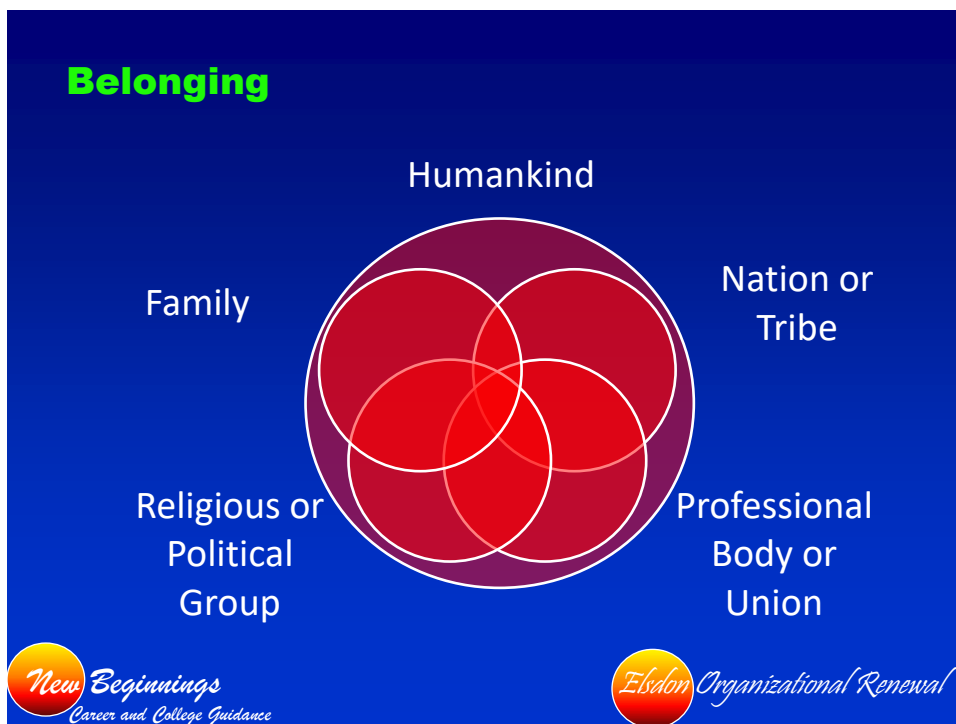 Belonging
Humankind
Family
Nation or
Tribe
Religious or
Political
Group
Professional
Body or
Union
New Beginnings
Career and College Guidance
Elsdon Organizational Renewal